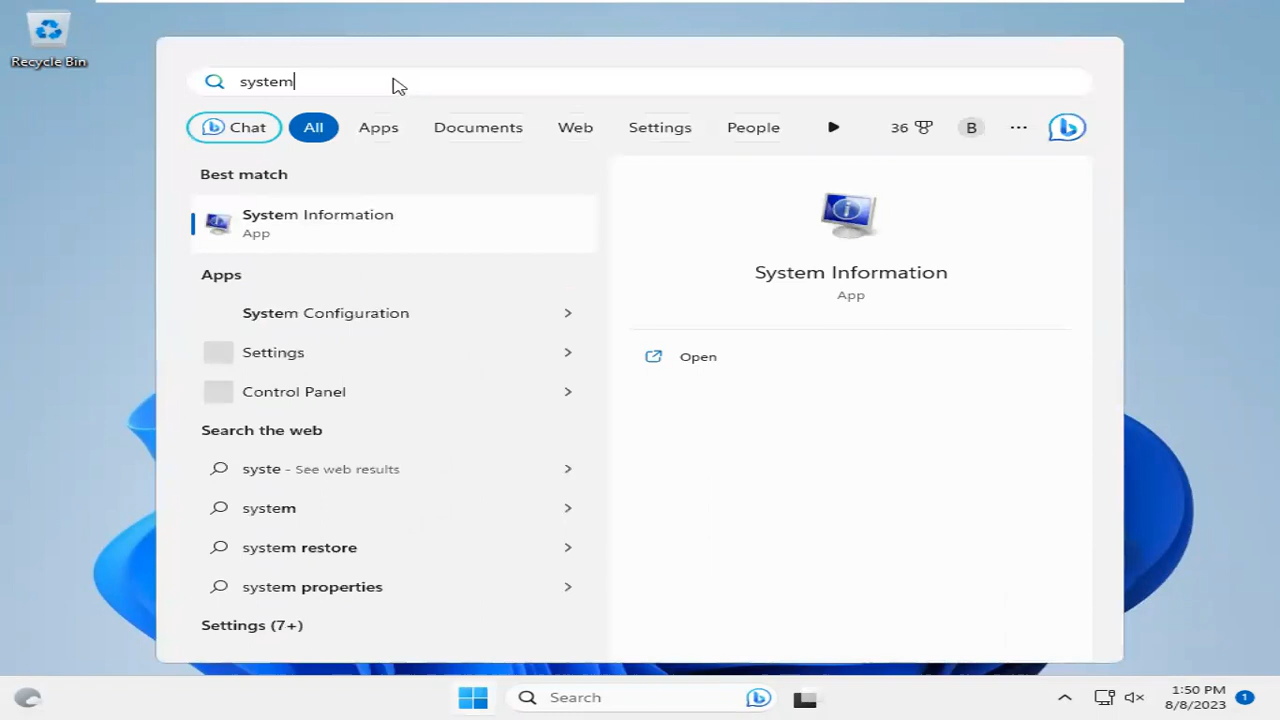 Recycle Bin
system
Chat
All
Apps
Documents
Web
Settings
People
36
B
...
Best match
System Information
App
Apps
System Configuration
Settings
Control Panel
Search the web
syste - See web results
system
system restore
system properties
Settings (7+)
System Information
App
Open
Search
1:50 PM
8/8/2023
1